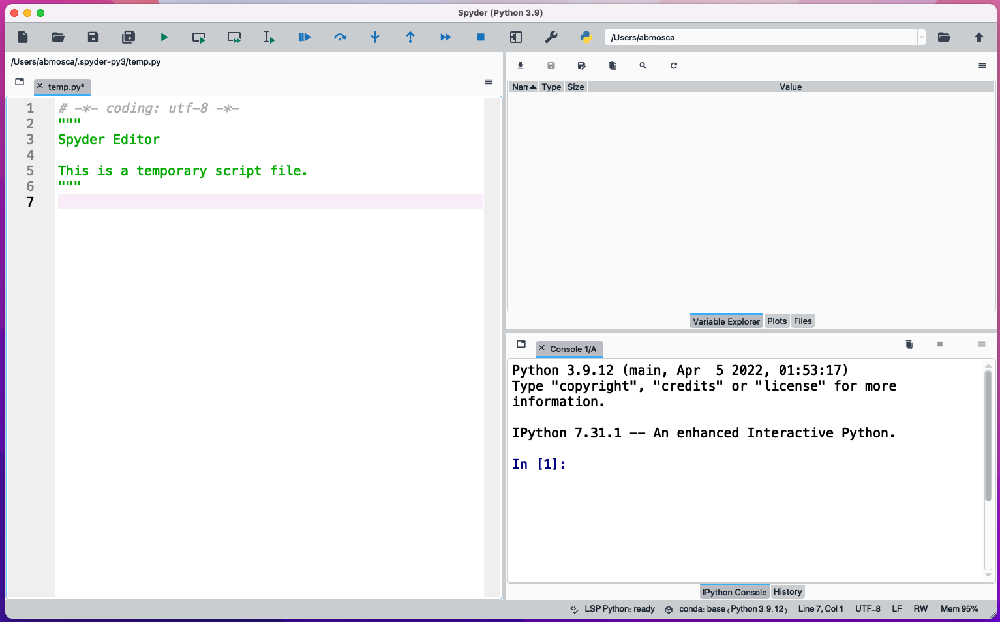 Spyder (Python 3.9)
/Users/abmosca
/Users/abmosca/.spyder-py3/temp.py
temp.py*
1 # -*- coding: utf-8 -*-
2 """
3 Spyder Editor
4
5 This is a temporary script file.
6 """
7
Nan Type Size Value
Variable Explorer Plots Files
Console 1/A
Python 3.9.12 (main, Apr  5 2022, 01:53:17)
Type "copyright", "credits" or "license" for more
information.
IPython 7.31.1 -- An enhanced Interactive Python.
In [1]:
IPython Console History
LSP Python: ready conda: base (Python 3.9.12) Line 7, Col 1 UTF-8 LF RW Mem 95%